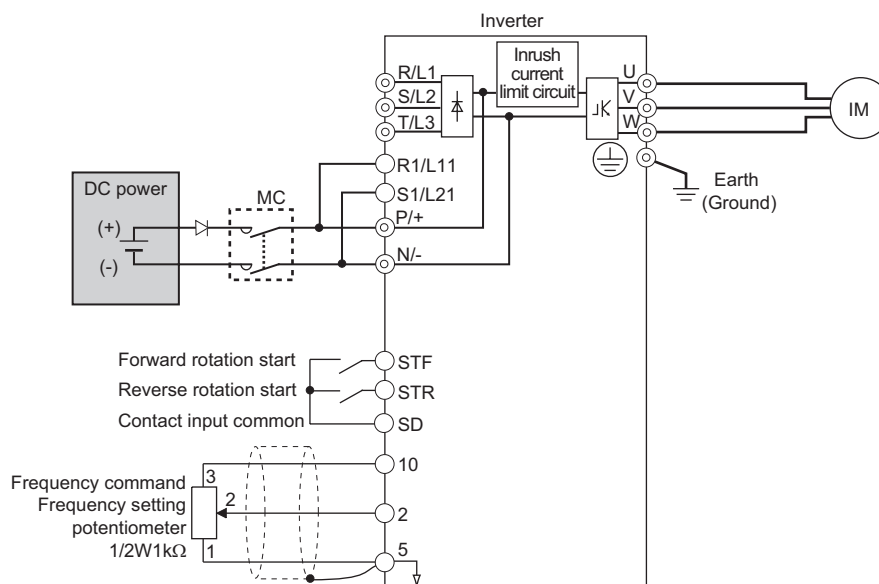 Inverter
Inrush
current
limit circuit
R/L1
S/L2
T/L3
R1/L11
S1/L21
P/+
N/-
U
V
W
IM
Earth
(Ground)
DC power
(+)
(-)
MC
Forward rotation start
STF
Reverse rotation start
STR
Contact input common
SD
Frequency command
Frequency setting
potentiometer
1/2W1kΩ
3
2
1
10
2
5